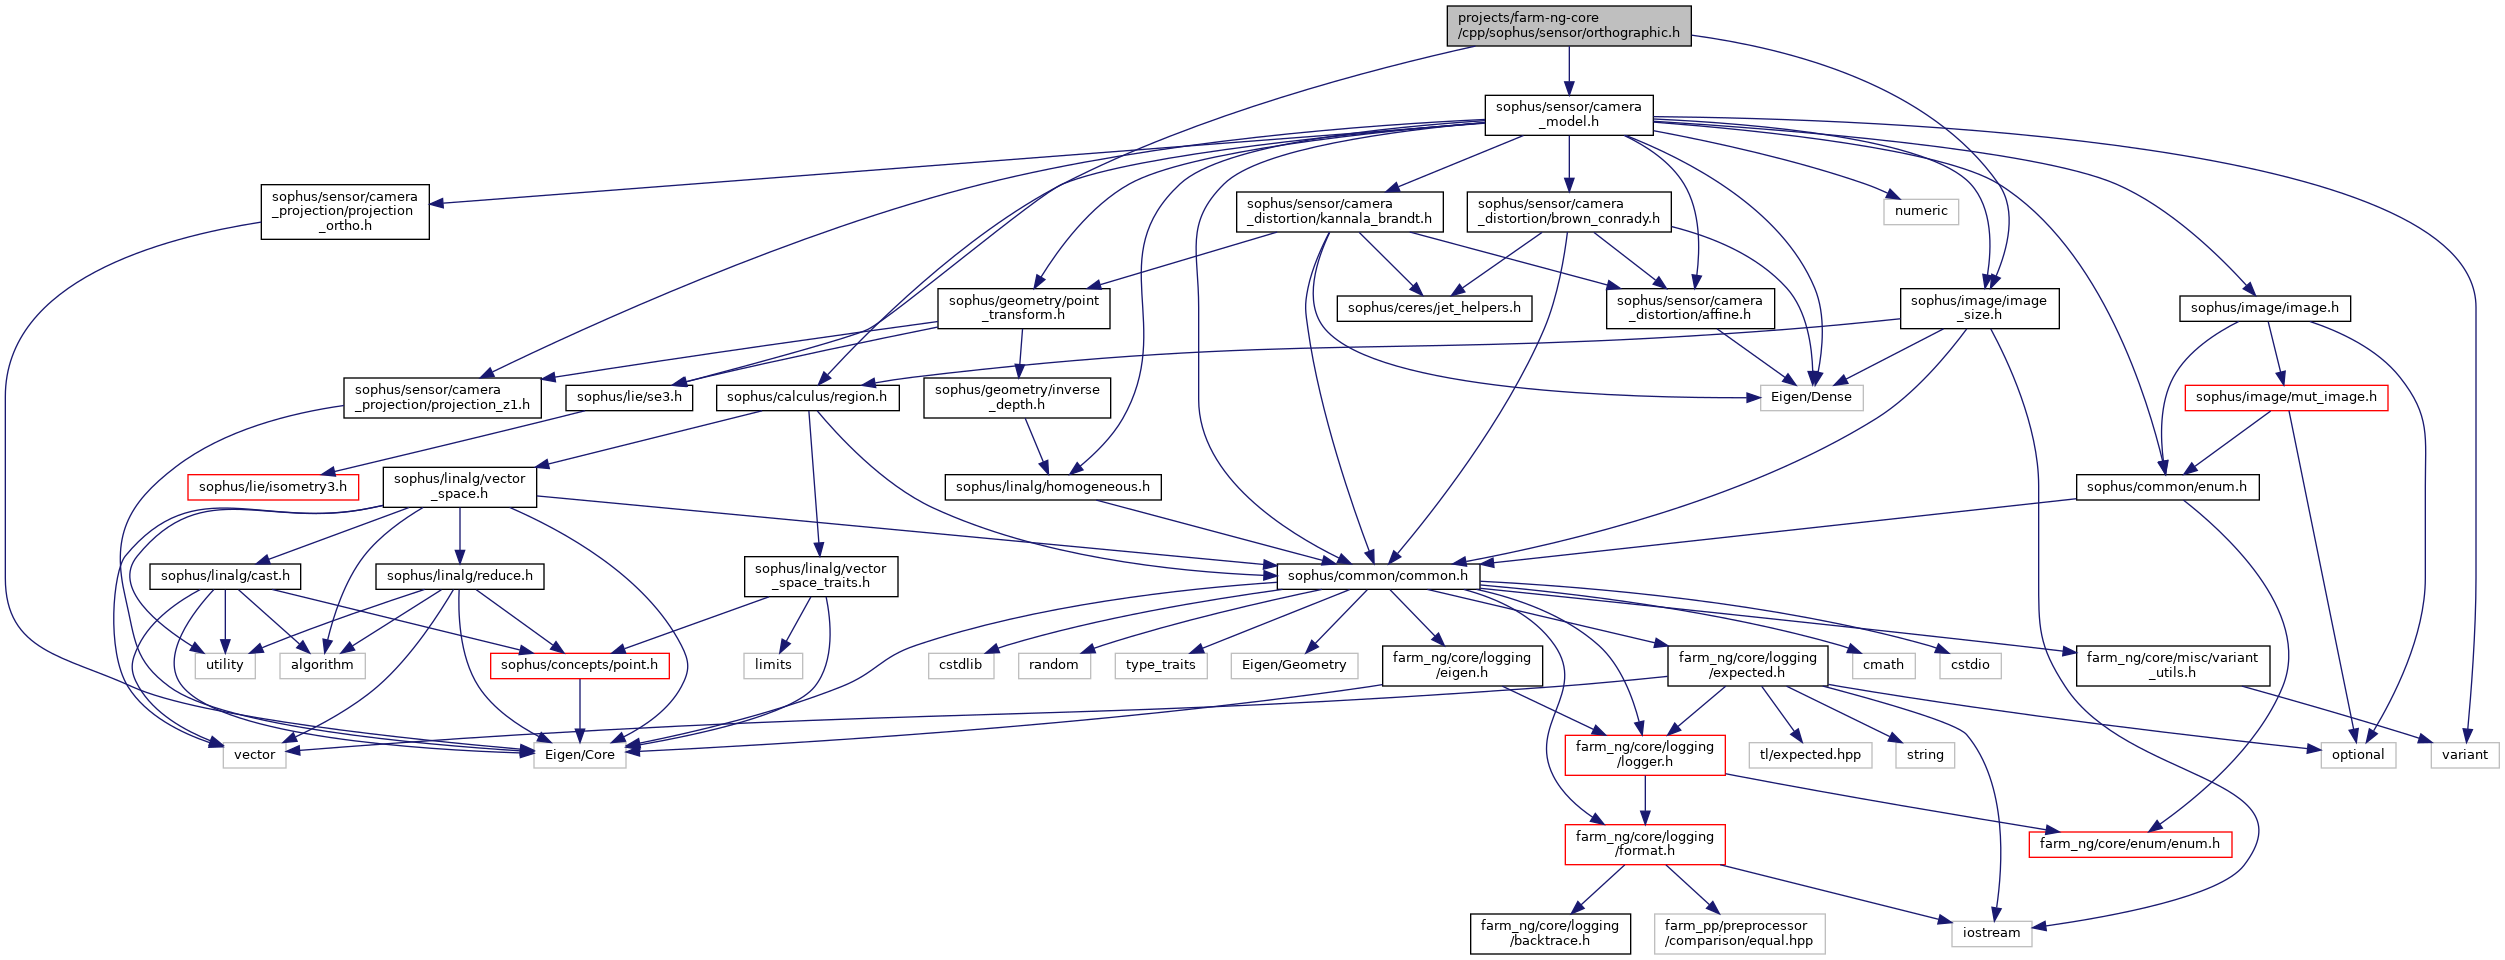 projects/farm-ng-core
/cpp/sophus/sensor/orthographic.h
sophus/sensor/camera
_model.h
sophus/sensor/camera
_projection/projection
_ortho.h
sophus/sensor/camera
_distortion/kannala_brandt.h
sophus/sensor/camera
_distortion/brown_conrady.h
numeric
sophus/geometry/point
_transform.h
sophus/ceres/jet_helpers.h
sophus/sensor/camera
_distortion/affine.h
sophus/image/image
_size.h
sophus/image/image.h
sophus/sensor/camera
_projection/projection_z1.h
sophus/lie/se3.h
sophus/calculus/region.h
sophus/geometry/inverse
_depth.h
Eigen/Dense
sophus/image/mut_image.h
sophus/lie/isometry3.h
sophus/linalg/vector
_space.h
sophus/linalg/homogeneous.h
sophus/common/enum.h
sophus/linalg/cast.h
sophus/linalg/reduce.h
sophus/linalg/vector
_space_traits.h
sophus/common/common.h
utility
algorithm
sophus/concepts/point.h
limits
cstdlib
random
type_traits
Eigen/Geometry
farm_ng/core/logging
/eigen.h
farm_ng/core/logging
/expected.h
cmath
cstdio
farm_ng/core/misc/variant
_utils.h
vector
Eigen/Core
farm_ng/core/logging
/logger.h
tl/expected.hpp
string
optional
variant
farm_ng/core/logging
/format.h
farm_ng/core/enum/enum.h
farm_ng/core/logging
/backtrace.h
farm_pp/preprocessor
/comparison/equal.hpp
iostream